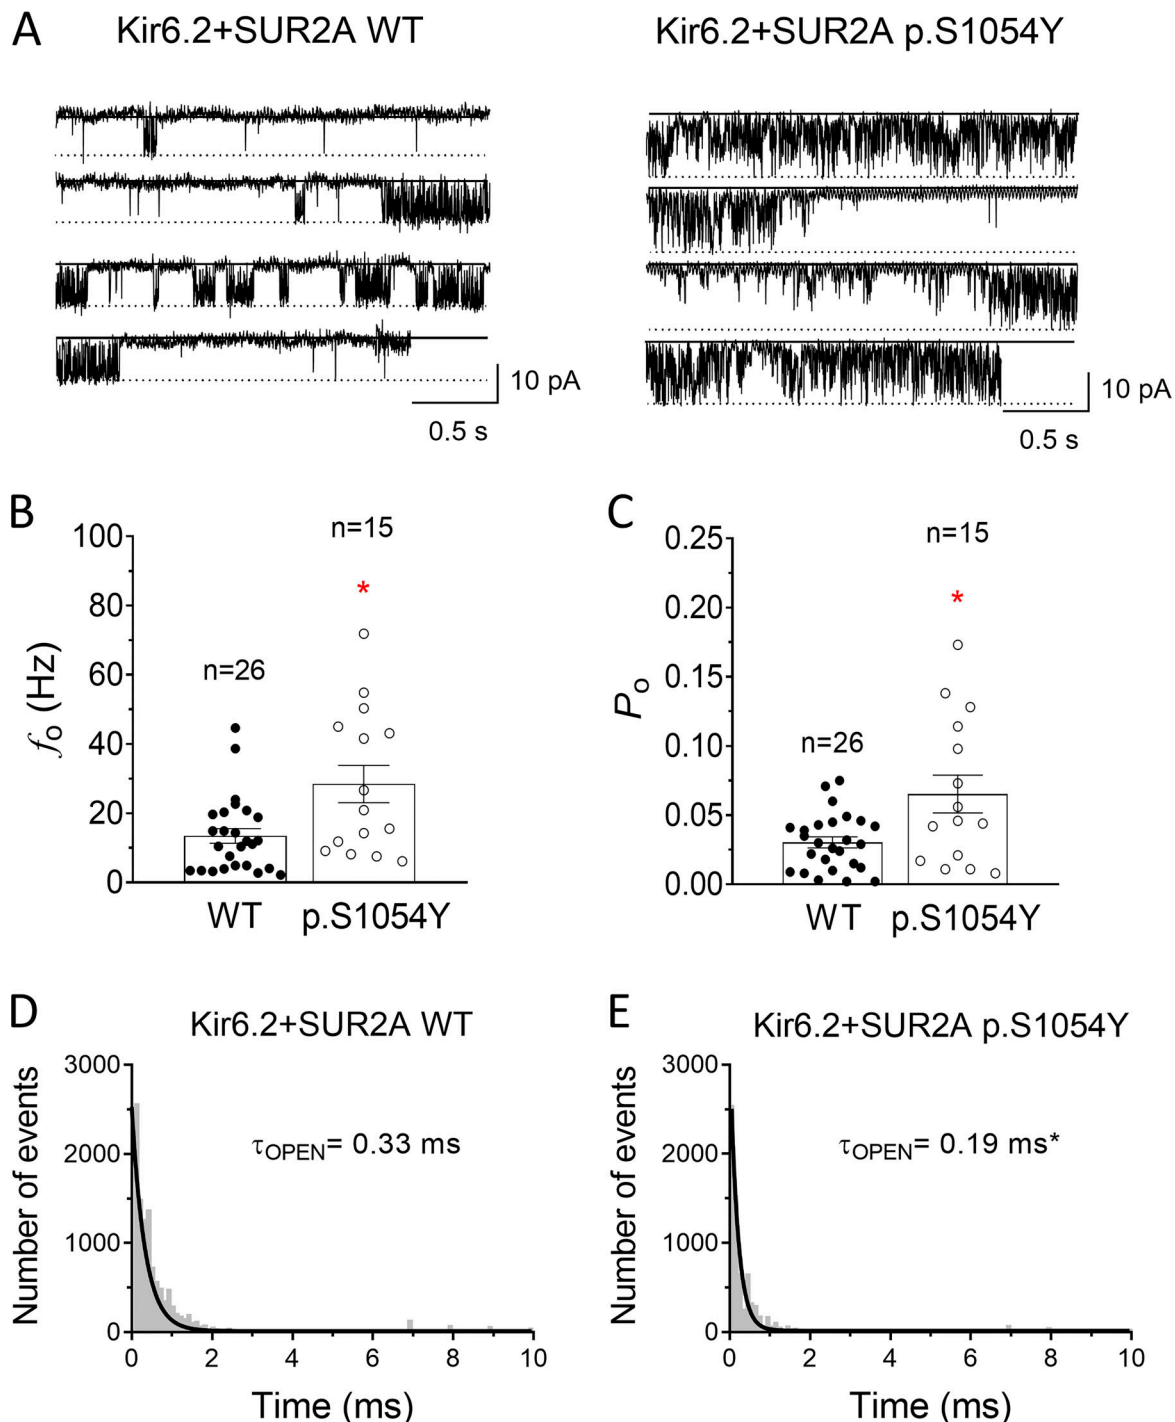 A
Kir6.2+SUR2A WT
Kir6.2+SUR2A p.S1054Y
10 pA
0.5 s
10 pA
0.5 s
B
100
80
60
40
20
0
fo (Hz)
n=26
n=15
*
WT
p.S1054Y
C
0.25
0.20
0.15
0.10
0.05
0.00
Po
n=26
n=15
*
WT
p.S1054Y
D
Kir6.2+SUR2A WT
3000
2000
1000
0
Number of events
τOPEN= 0.33 ms
0 2 4 6 8 10
Time (ms)
E
Kir6.2+SUR2A p.S1054Y
3000
2000
1000
0
Number of events
τOPEN= 0.19 ms*
0 2 4 6 8 10
Time (ms)